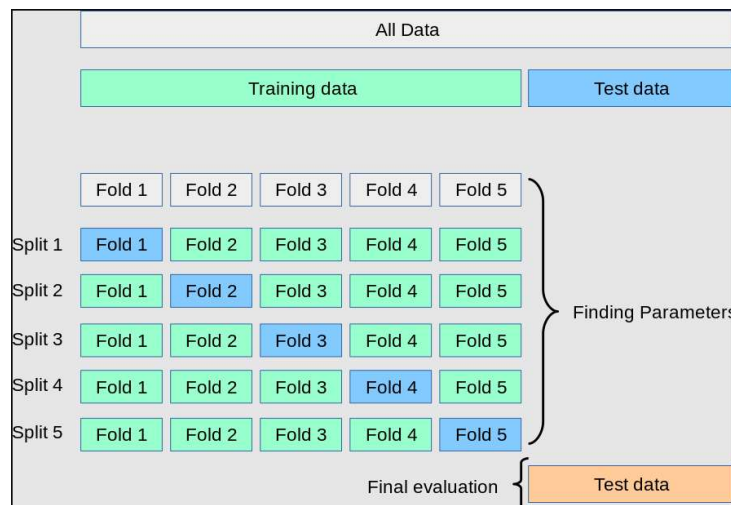 All Data
Training data Test data
Fold 1 Fold 2 Fold 3 Fold 4 Fold 5
Split 1 Fold 1 Fold 2 Fold 3 Fold 4 Fold 5
Split 2 Fold 1 Fold 2 Fold 3 Fold 4 Fold 5
Finding Parameters
Split 3 Fold 1 Fold 2 Fold 3 Fold 4 Fold 5
Split 4 Fold 1 Fold 2 Fold 3 Fold 4 Fold 5
Split 5 Fold 1 Fold 2 Fold 3 Fold 4 Fold 5
Final evaluation Test data